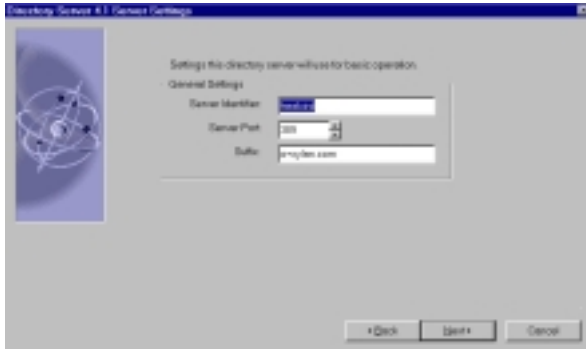 Directory Server 4.1 Server Settings
Settings this directory server will use for basic operation.
General Settings
Server Identifier:
Server Port:
389
Suffix:
< Back
Next >
Cancel